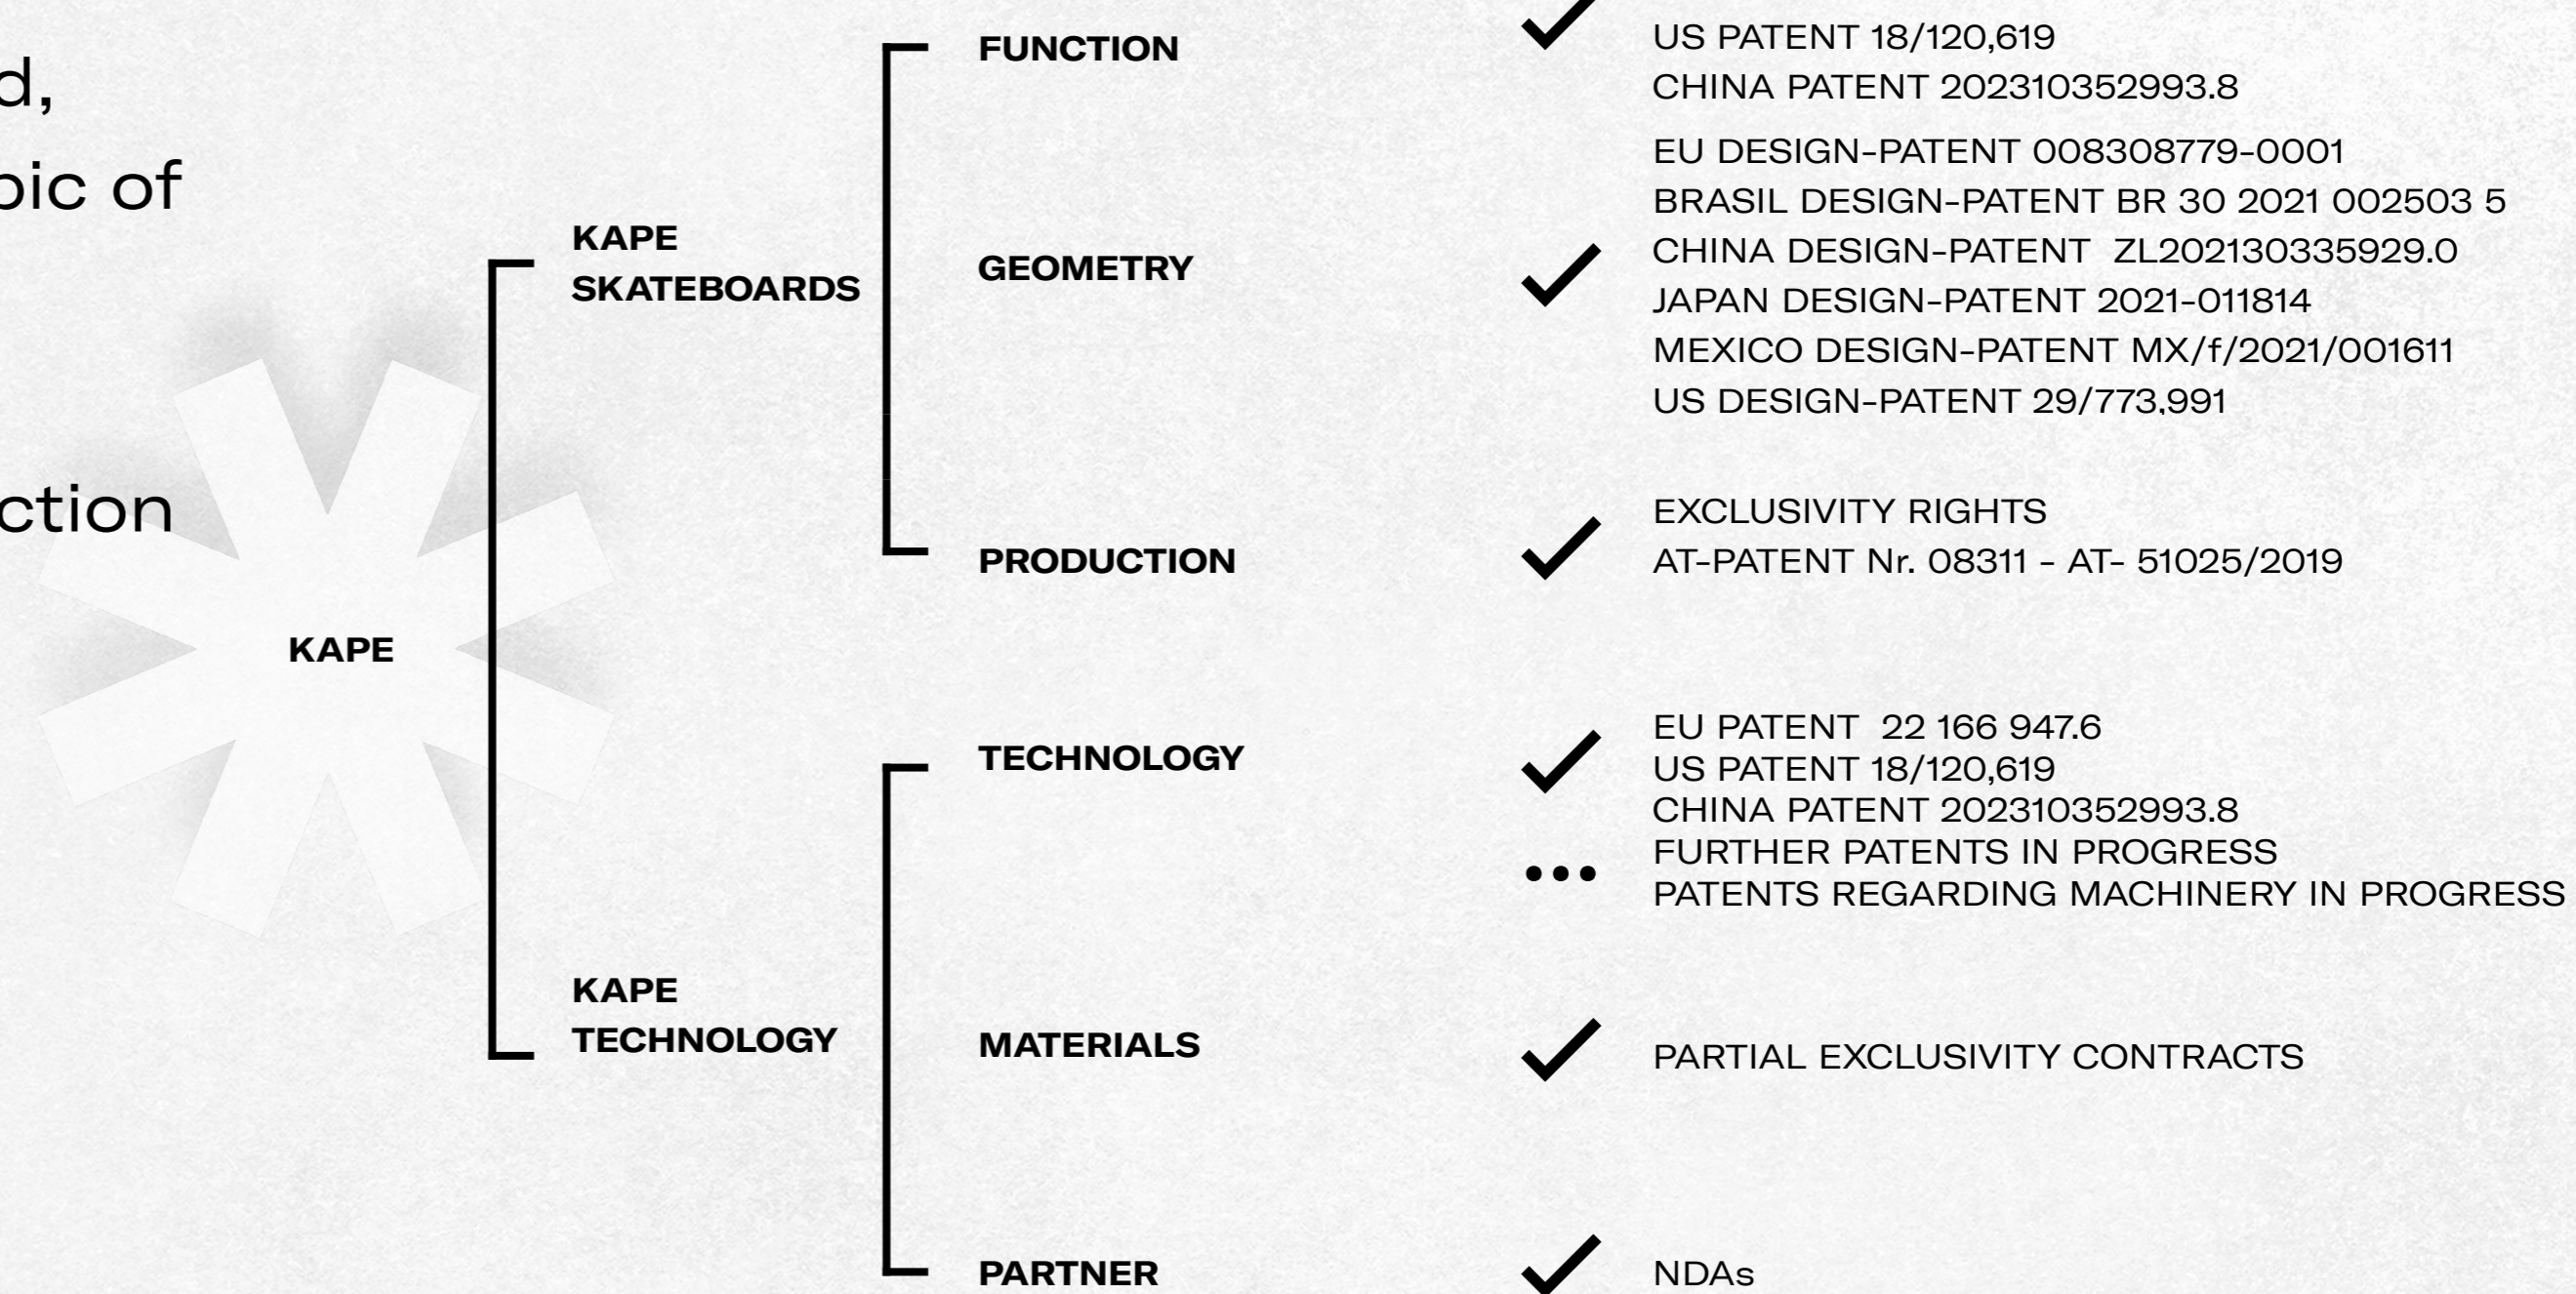 d,
of
KAPE
KAPE
SKATEBOARDS
FUNCTION
US PATENT 18/120,619
CHINA PATENT 202310352993.8
GEOMETRY
EU DESIGN-PATENT 008308779-0001
BRASIL DESIGN-PATENT BR 30 2021 002503 5
CHINA DESIGN-PATENT ZL202130335929.0
JAPAN DESIGN-PATENT 2021-011814
MEXICO DESIGN-PATENT MX/f/2021/001611
US DESIGN-PATENT 29/773,991
PRODUCTION
EXCLUSIVITY RIGHTS
AT-PATENT Nr. 08311 - AT- 51025/2019
KAPE
TECHNOLOGY
TECHNOLOGY
EU PATENT 22 166 947.6
US PATENT 18/120,619
CHINA PATENT 202310352993.8
FURTHER PATENTS IN PROGRESS
PATENTS REGARDING MACHINERY IN PROGRESS
MATERIALS
PARTIAL EXCLUSIVITY CONTRACTS
PARTNER
NDAs